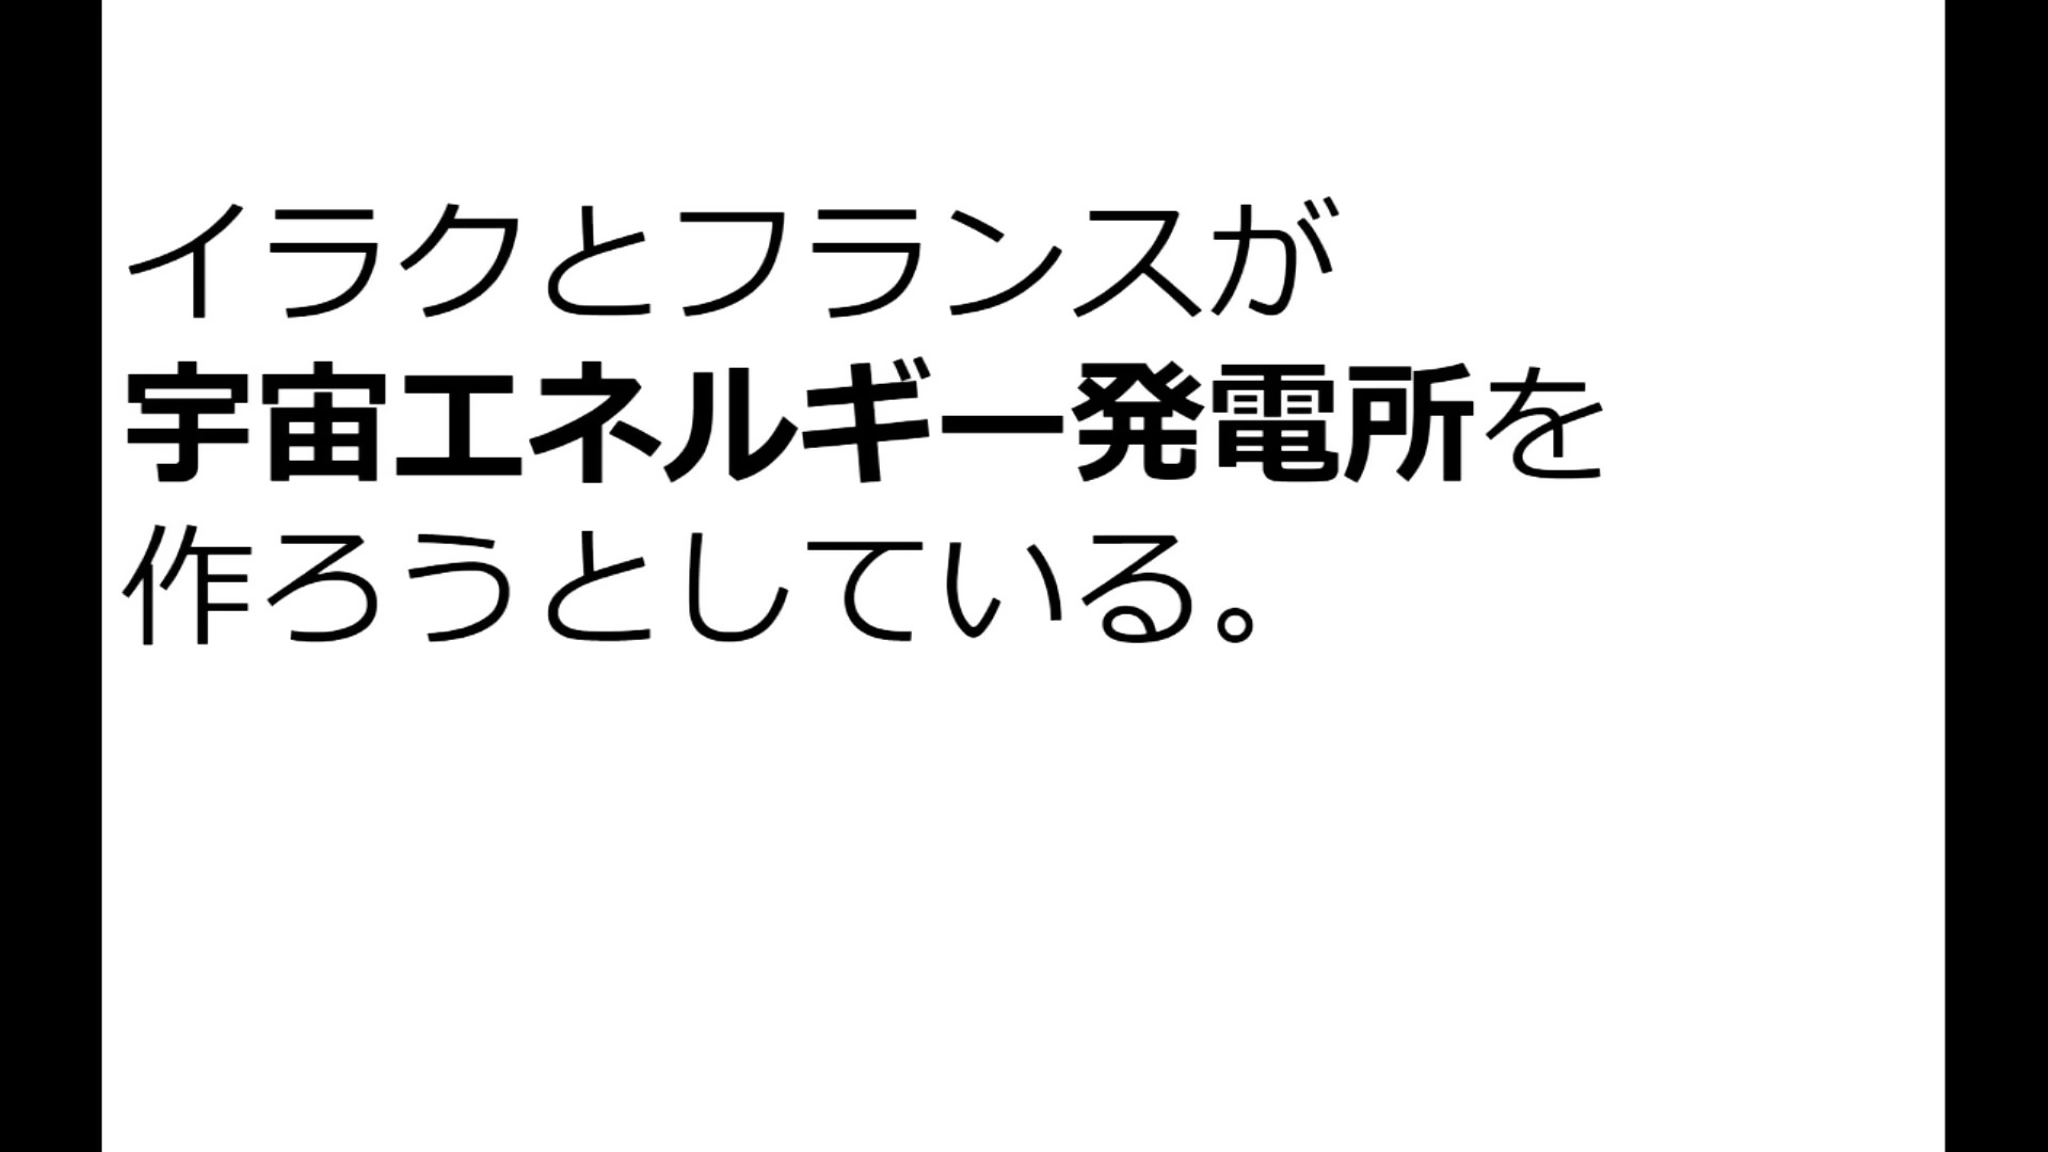 イラクとフランスが
宇宙エネルギー発電所を
作ろうとしている。